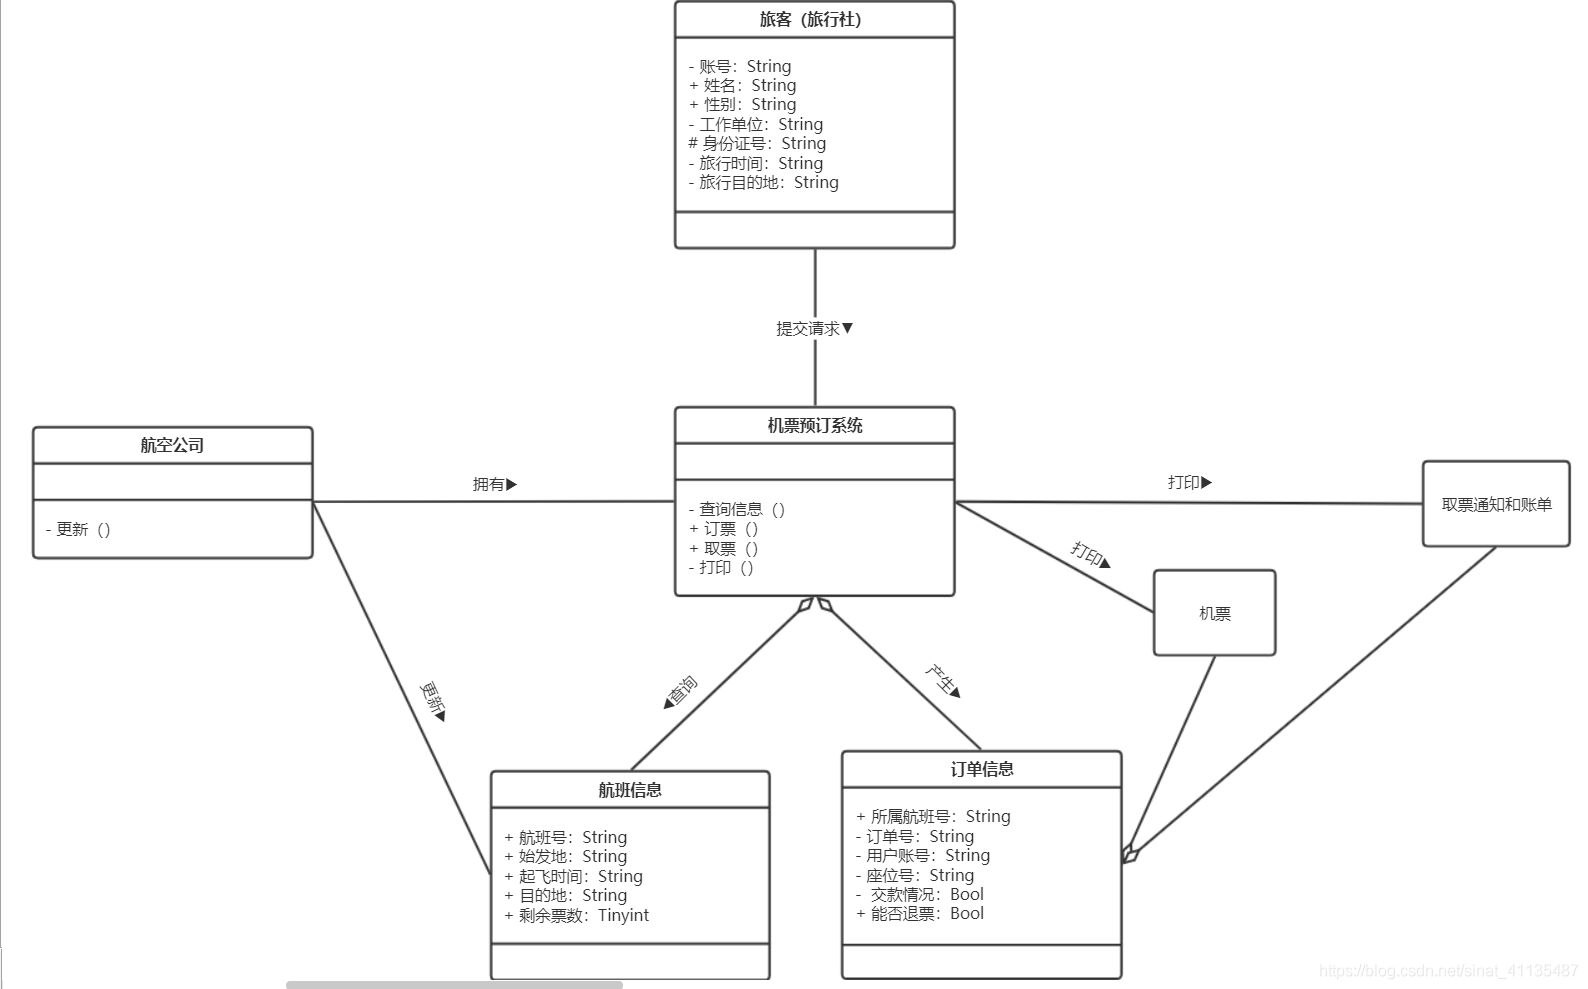 旅客（旅行社）
- 账号：String
+ 姓名：String
+ 性别：String
- 工作单位：String
# 身份证号：String
- 旅行时间：String
- 旅行目的地：String
提交请求▼
航空公司
- 更新（）
拥有▶
机票预订系统
- 查询信息（）
+ 订票（）
+ 取票（）
- 打印（）
打印▶
取票通知和账单
打印▶
机票
更新▶
◀查询
产生▶
航班信息
+ 航班号：String
+ 始发地：String
+ 起飞时间：String
+ 目的地：String
+ 剩余票数：Tinyint
订单信息
+ 所属航班号：String
- 订单号：String
- 用户账号：String
- 座位号：String
- 交款情况：Bool
+ 能否退票：Bool
https://blog.csdn.net/sinat_41135487